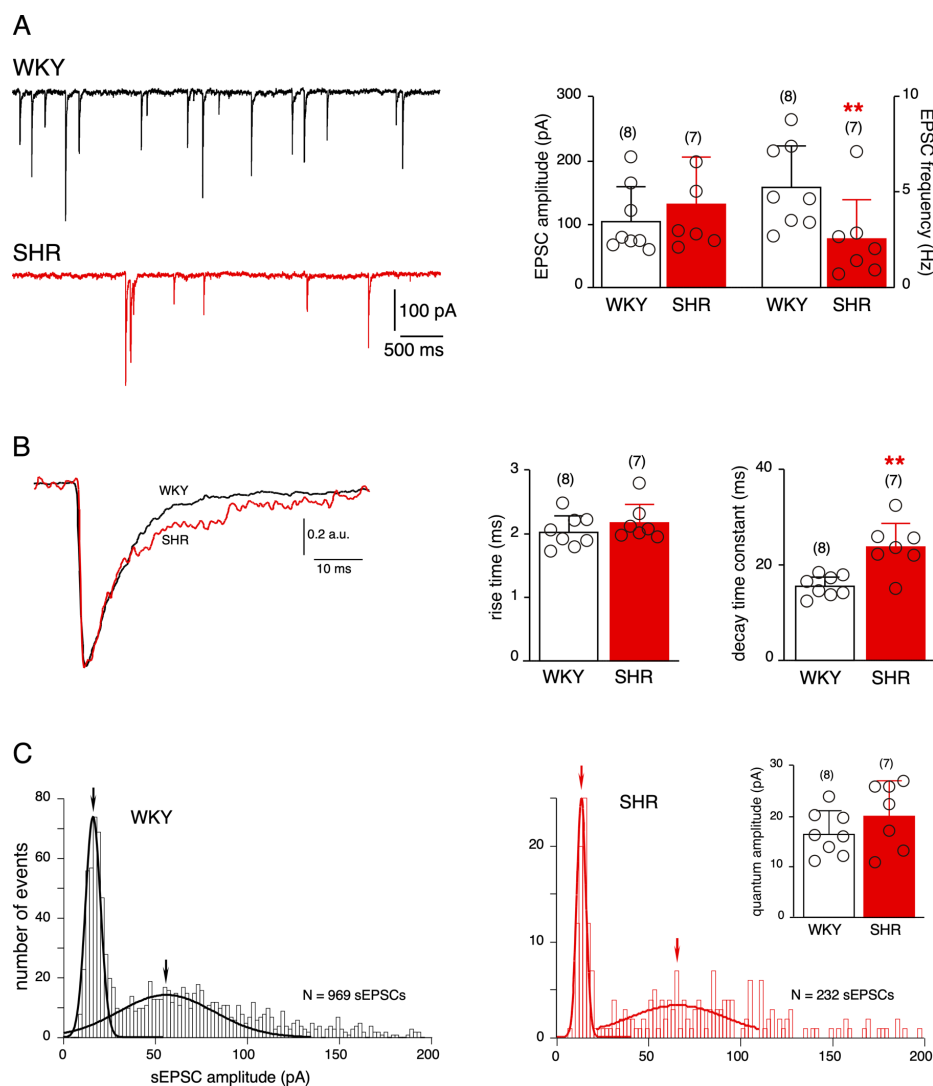 A
WKY
SHR
100 pA
500 ms
EPSC amplitude (pA)
300
200
100
0
(8)
(7)
(8)
**
(7)
10
5
0
EPSC frequency (Hz)
WKY
SHR
WKY
SHR
B
WKY
SHR
0.2 a.u.
10 ms
rise time (ms)
3
2
1
0
(8)
(7)
WKY
SHR
decay time constant (ms)
40
20
0
(8)
**
(7)
WKY
SHR
C
number of events
80
60
40
20
0
WKY
N = 969 sEPSCs
0
50
100
150
200
sEPSC amplitude (pA)
20
10
0
SHR
N = 232 sEPSCs
0
50
100
150
200
quantum amplitude (pA)
30
20
10
0
(8)
(7)
WKY
SHR